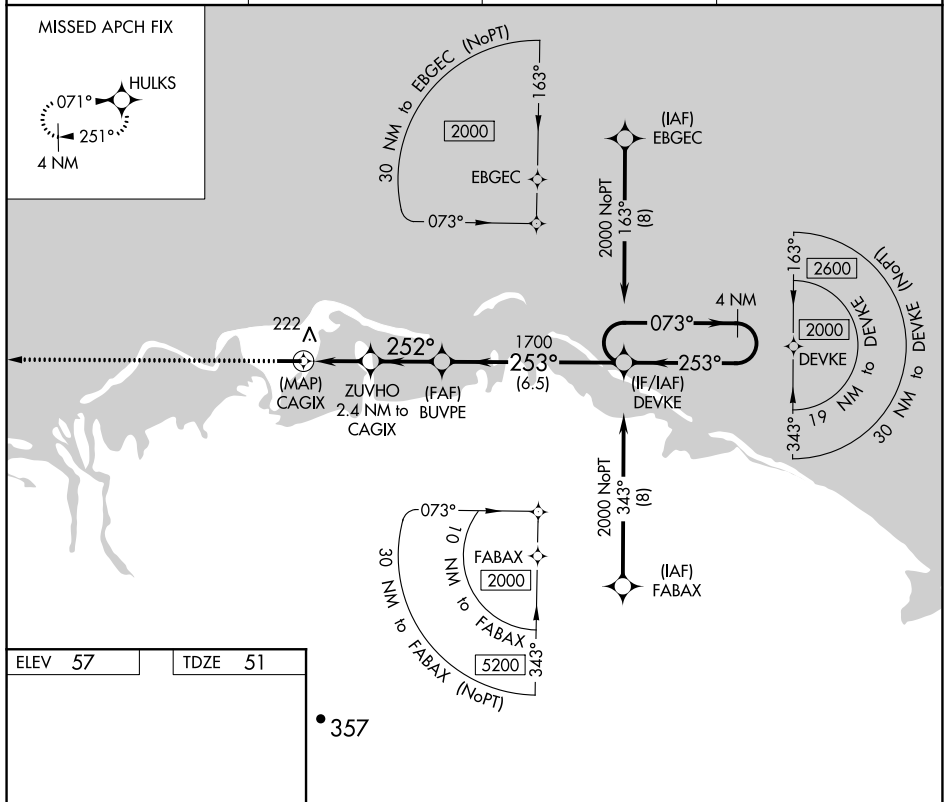 MISSED APCH FIX
HULKS
071°
251°
4 NM
30 NM to EBGEC (NoPT)
163°
2000
EBGEC
073°
(IAF)
EBGEC
2000 NoPT
163°
(8)
4 NM
073°
253°
(IF/IAF)
DEVKE
163°
2600
2000
DEVKE
343°
19 NM to DEVKE
30 NM to DEVKE (NoPT)
222
252°
1700
253°
(6.5)
(MAP)
CAGIX
ZUVHO
2.4 NM to
CAGIX
(FAF)
BUVPE
2000 NoPT
343°
(8)
(IAF)
FABAX
073°
FABAX
2000
10 NM to FABAX
30 NM to FABAX (NoPT)
5200
343°
ELEV 57
TDZE 51
357